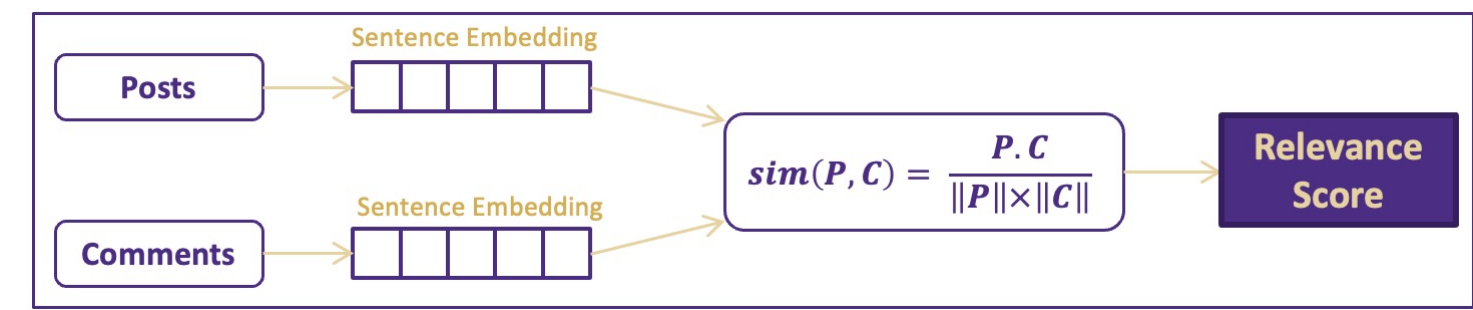 Sentence Embedding
Posts
sim(P, C) = P. C / ‖P‖×‖C‖
Relevance
Score
Sentence Embedding
Comments